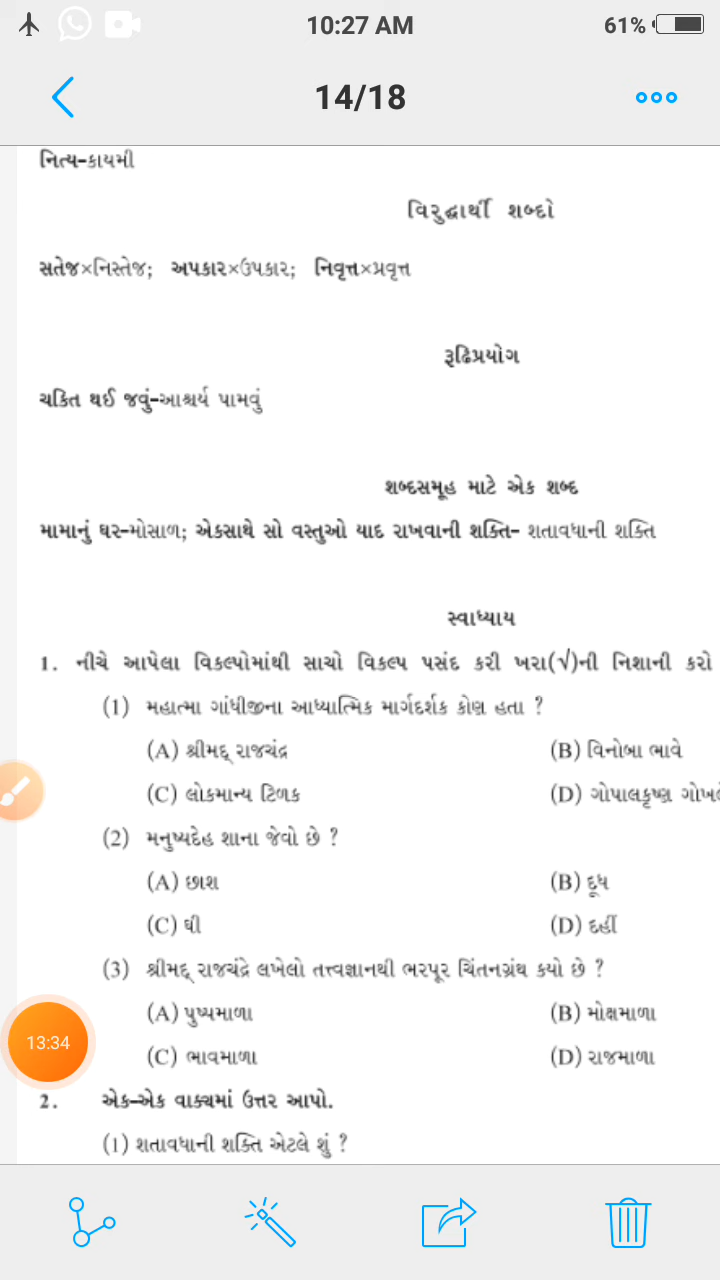 10:27 AM
61%
14/18
નિત્ય-કાયમી
વિરુદ્ધાર્થી શબ્દો
સતેજ×નિસ્તેજ; અપકાર×ઉપકાર; નિવૃત્ત×પ્રવૃત્ત
રૂઢિપ્રયોગ
ચકિત થઈ જવું-આશ્ચર્ય પામવું
શબ્દસમૂહ માટે એક શબ્દ
મામાનું ઘર-મોસાળ; એકસાથે સો વસ્તુઓ યાદ રાખવાની શક્તિ- શતાવધાની શક્તિ
સ્વાધ્યાય
1. નીચે આપેલા વિકલ્પોમાંથી સાચો વિકલ્પ પસંદ કરી ખરા(√)ની નિશાની કરો
(1) મહાત્મા ગાંધીજીના આધ્યાત્મિક માર્ગદર્શક કોણ હતા ?
(A) શ્રીમદ્ રાજચંદ્ર (B) વિનોબા ભાવે
(C) લોકમાન્ય ટિળક (D) ગોપાલકૃષ્ણ
(2) મનુષ્યદેહ શાના જેવો છે ?
(A) છાશ (B) દૂધ
(C) ઘી (D) દહીં
(3) શ્રીમદ્ રાજચંદ્રે લખેલો તત્ત્વજ્ઞાનથી ભરપૂર ચિંતનગ્રંથ કયો છે ?
(A) પુષ્પમાળા (B) મોક્ષમાળા
(C) ભાવમાળા (D) રાજમાળા
13:34
2. એક-એક વાક્યમાં ઉત્તર આપો.
(1) શતાવધાની શક્તિ એટલે શું ?